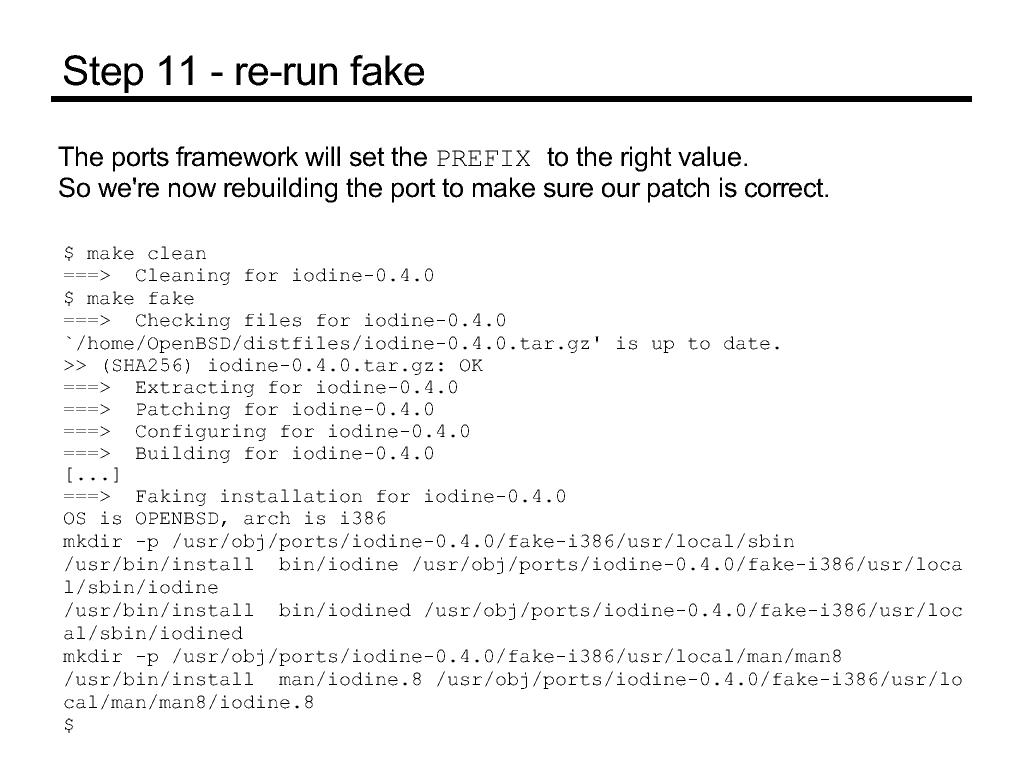 Step 11 - re-run fake
The ports framework will set the PREFIX to the right value.
So we're now rebuilding the port to make sure our patch is correct.
$ make clean
===>  Cleaning for iodine-0.4.0
$ make fake
===>  Checking files for iodine-0.4.0
`/home/OpenBSD/distfiles/iodine-0.4.0.tar.gz' is up to date.
>> (SHA256) iodine-0.4.0.tar.gz: OK
===>  Extracting for iodine-0.4.0
===>  Patching for iodine-0.4.0
===>  Configuring for iodine-0.4.0
===>  Building for iodine-0.4.0
[...]
===>  Faking installation for iodine-0.4.0
OS is OPENBSD, arch is i386
mkdir -p /usr/obj/ports/iodine-0.4.0/fake-i386/usr/local/sbin
/usr/bin/install  bin/iodine /usr/obj/ports/iodine-0.4.0/fake-i386/usr/loca
l/sbin/iodine
/usr/bin/install  bin/iodined /usr/obj/ports/iodine-0.4.0/fake-i386/usr/loc
al/sbin/iodined
mkdir -p /usr/obj/ports/iodine-0.4.0/fake-i386/usr/local/man/man8
/usr/bin/install  man/iodine.8 /usr/obj/ports/iodine-0.4.0/fake-i386/usr/lo
cal/man/man8/iodine.8
$